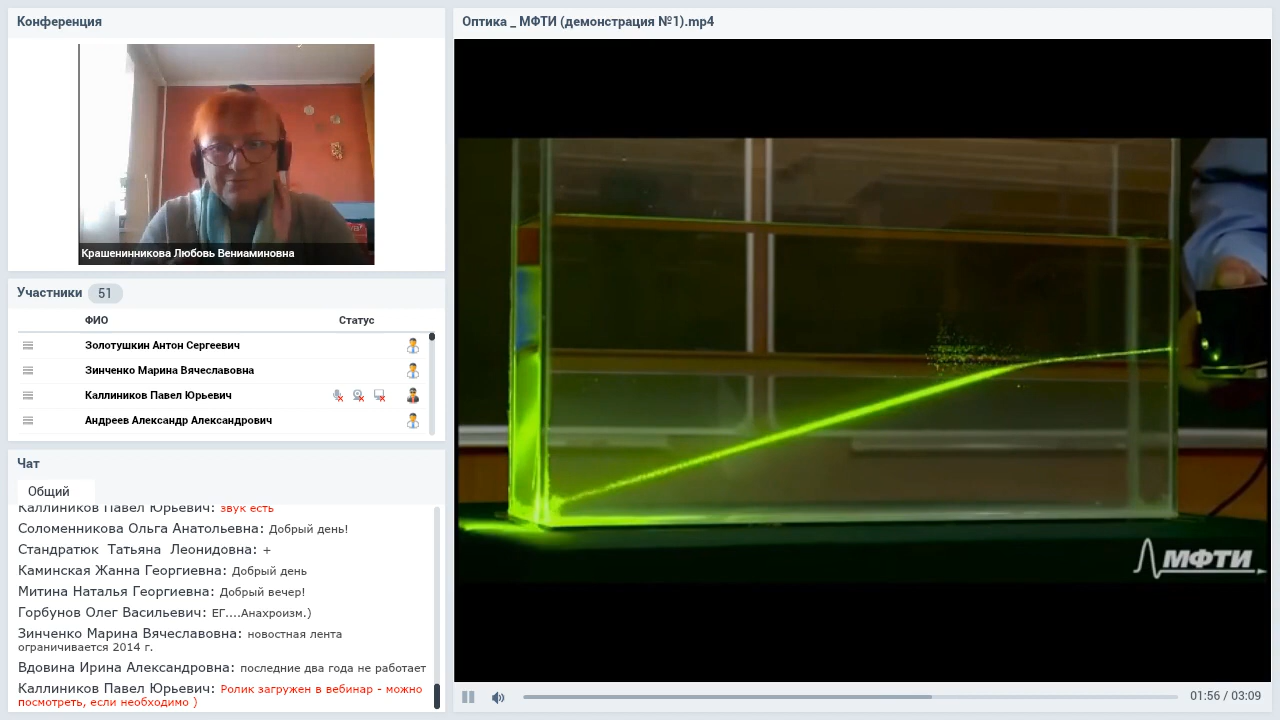 Конференция
Крашенинникова Любовь Вениаминовна
Участники 51
ФИО Статус
Золотушкин Антон Сергеевич
Зинченко Марина Вячеславовна
Каллиников Павел Юрьевич
Андреев Александр Александрович
Чат
Общий
Каллиников Павел Юрьевич: звук есть
Соломенникова Ольга Анатольевна: Добрый день!
Стандратюк Татьяна Леонидовна: +
Каминская Жанна Георгиевна: Добрый день
Митина Наталья Георгиевна: Добрый вечер!
Горбунов Олег Васильевич: ЕГ....Анахроизм.)
Зинченко Марина Вячеславовна: новостная лента
ограничивается 2014 г.
Вдовина Ирина Александровна: последние два года не работает
Каллиников Павел Юрьевич: Ролик загружен в вебинар - можно
посмотреть, если необходимо )
Оптика _ МФТИ (демонстрация №1).mp4
МФТИ
01:56 / 03:09